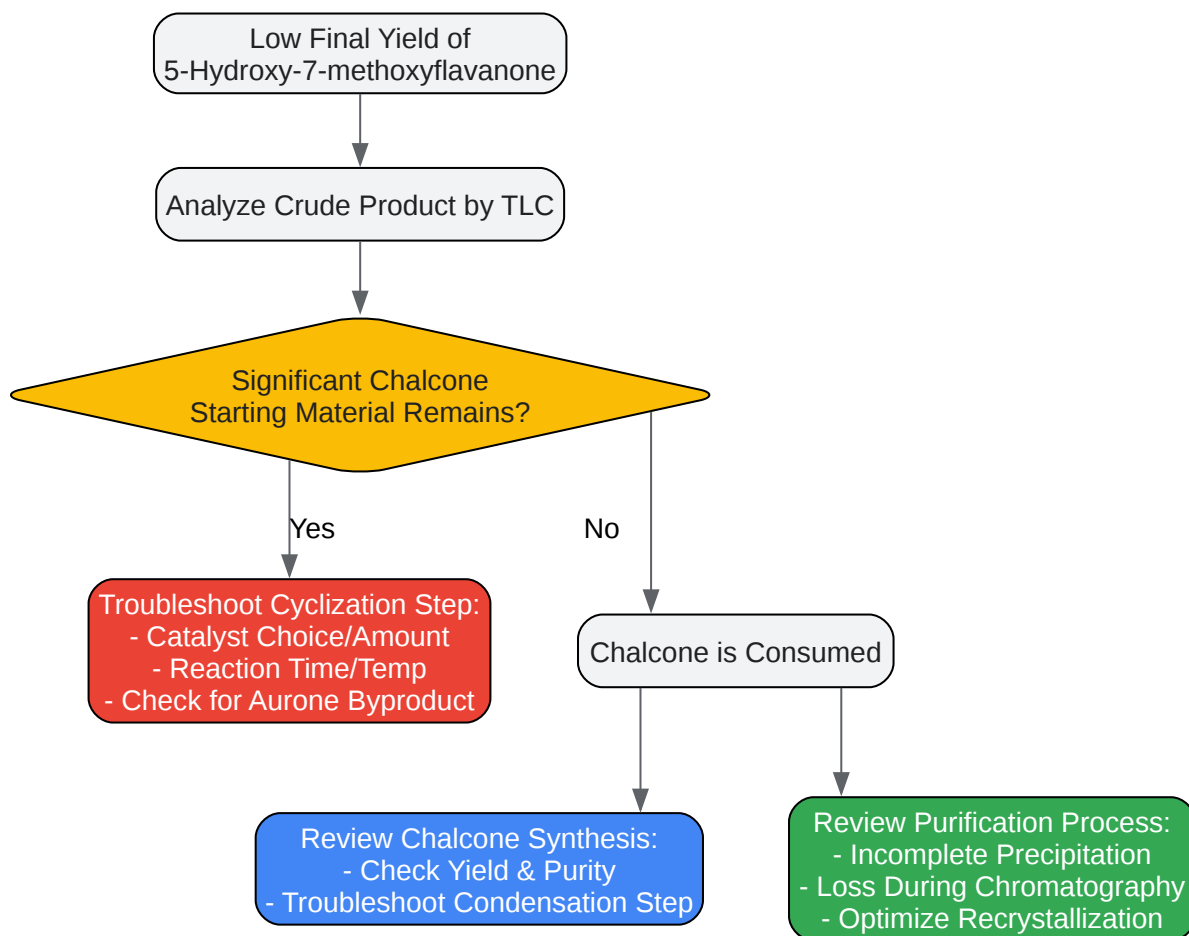 Low Final Yield of
5-Hydroxy-7-methoxyflavanone
Analyze Crude Product by TLC
Significant Chalcone
Starting Material Remains?
Yes
No
Troubleshoot Cyclization Step:
- Catalyst Choice/Amount
- Reaction Time/Temp
- Check for Aurone Byproduct
Chalcone is Consumed
Review Chalcone Synthesis:
- Check Yield & Purity
- Troubleshoot Condensation Step
Review Purification Process:
- Incomplete Precipitation
- Loss During Chromatography
- Optimize Recrystallization